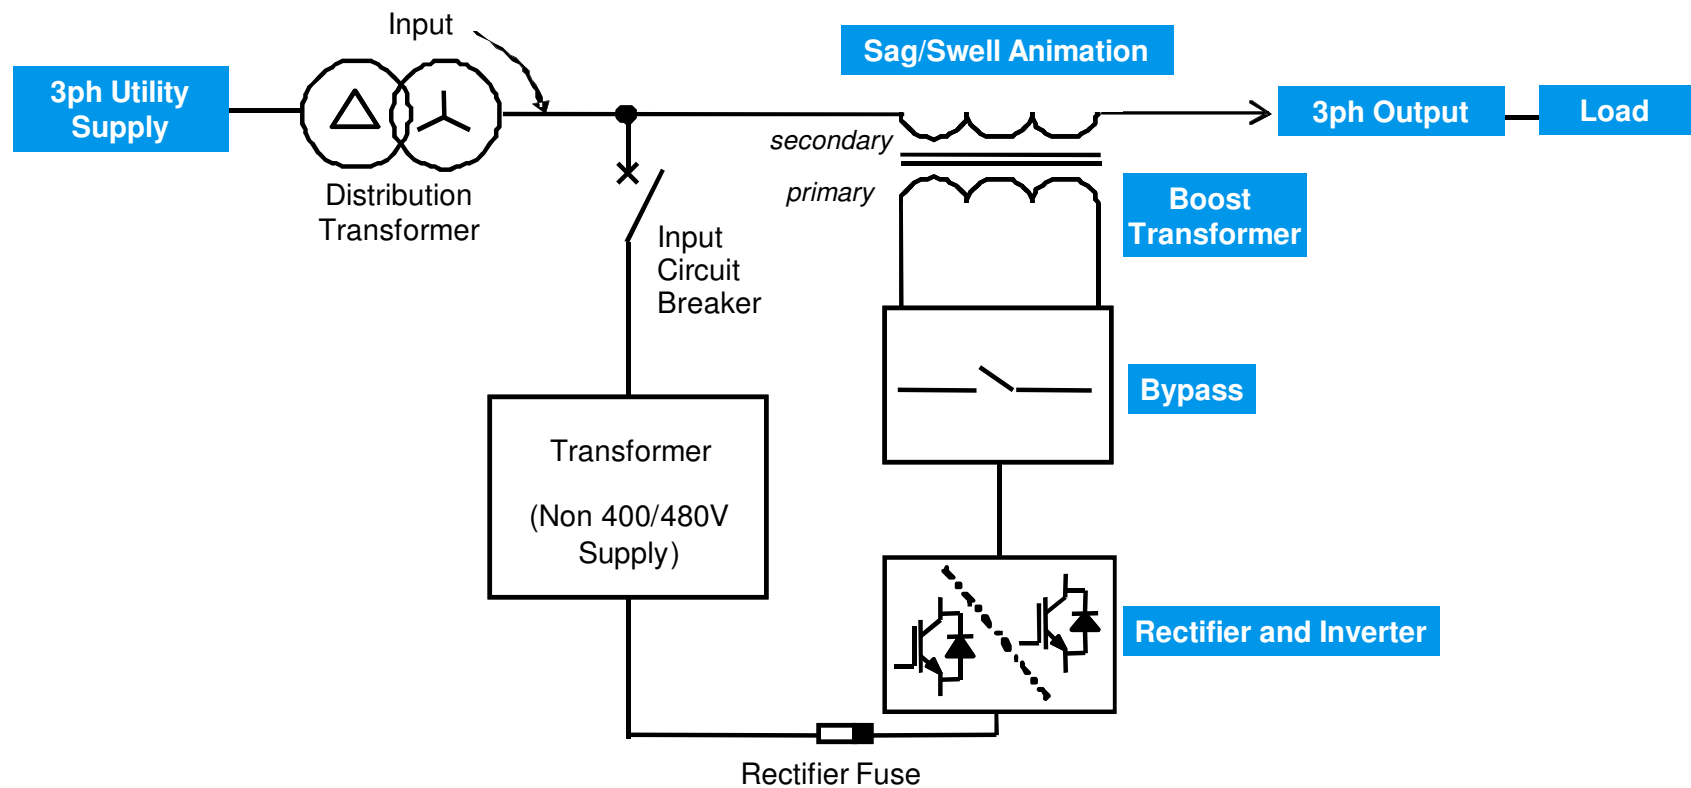 Input
Sag/Swell Animation
3ph Utility
Supply
3ph Output
Load
secondary
primary
Distribution
Transformer
Boost
Transformer
Input
Circuit
Breaker
Bypass
Transformer
(Non 400/480V
Supply)
Rectifier and Inverter
Rectifier Fuse